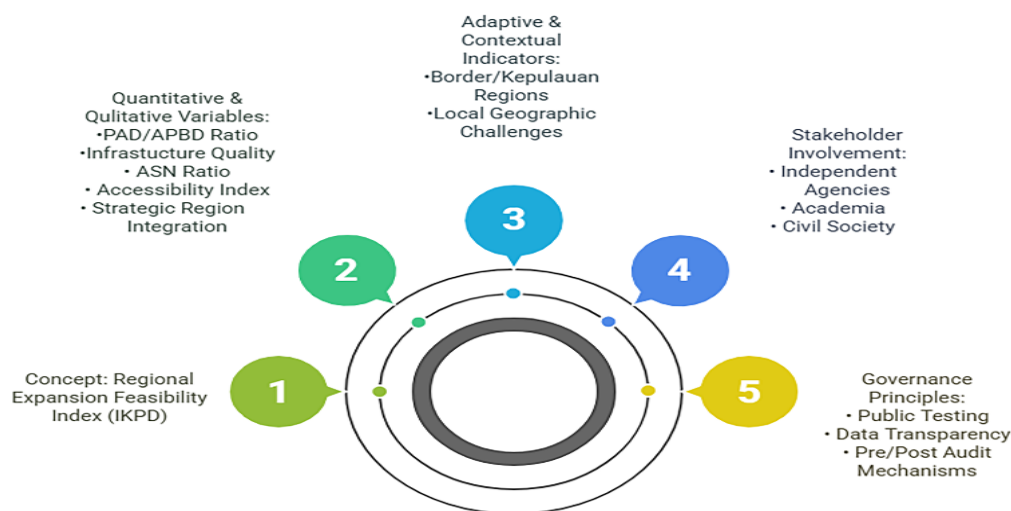 1
Concept: Regional
Expansion Feasibility
Index (IKPD)
2
Quantitative &
Qulitative Variables:
•PAD/APBD Ratio
•Infrastucture Quality
• ASN Ratio
• Accessibility Index
• Strategic Region
Integration
3
Adaptive &
Contextual
Indicators:
•Border/Kepulauan
Regions
•Local Geographic
Challenges
4
Stakeholder
Involvement:
• Independent
Agencies
• Academia
• Civil Society
5
Governance
Principles:
• Public Testing
• Data Transparency
• Pre/Post Audit
Mechanisms